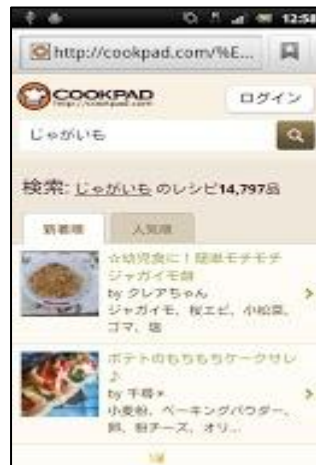 12:58
http://cookpad.com/%E...
COOKPAD
http://cookpad.com/
ログイン
じゃがいも
検索: じゃがいも のレシピ14,797品
新着順
人気順
☆幼児食に！簡単モチモチ
ジャガイモ餅
by クレアちゃん
ジャガイモ、桜エビ、小松菜、
ゴマ、塩
ポテトのもちもちケークサレ
♪
by 千尋*
小麦粉、ベーキングパウダー、
卵、粉チーズ、オリ...